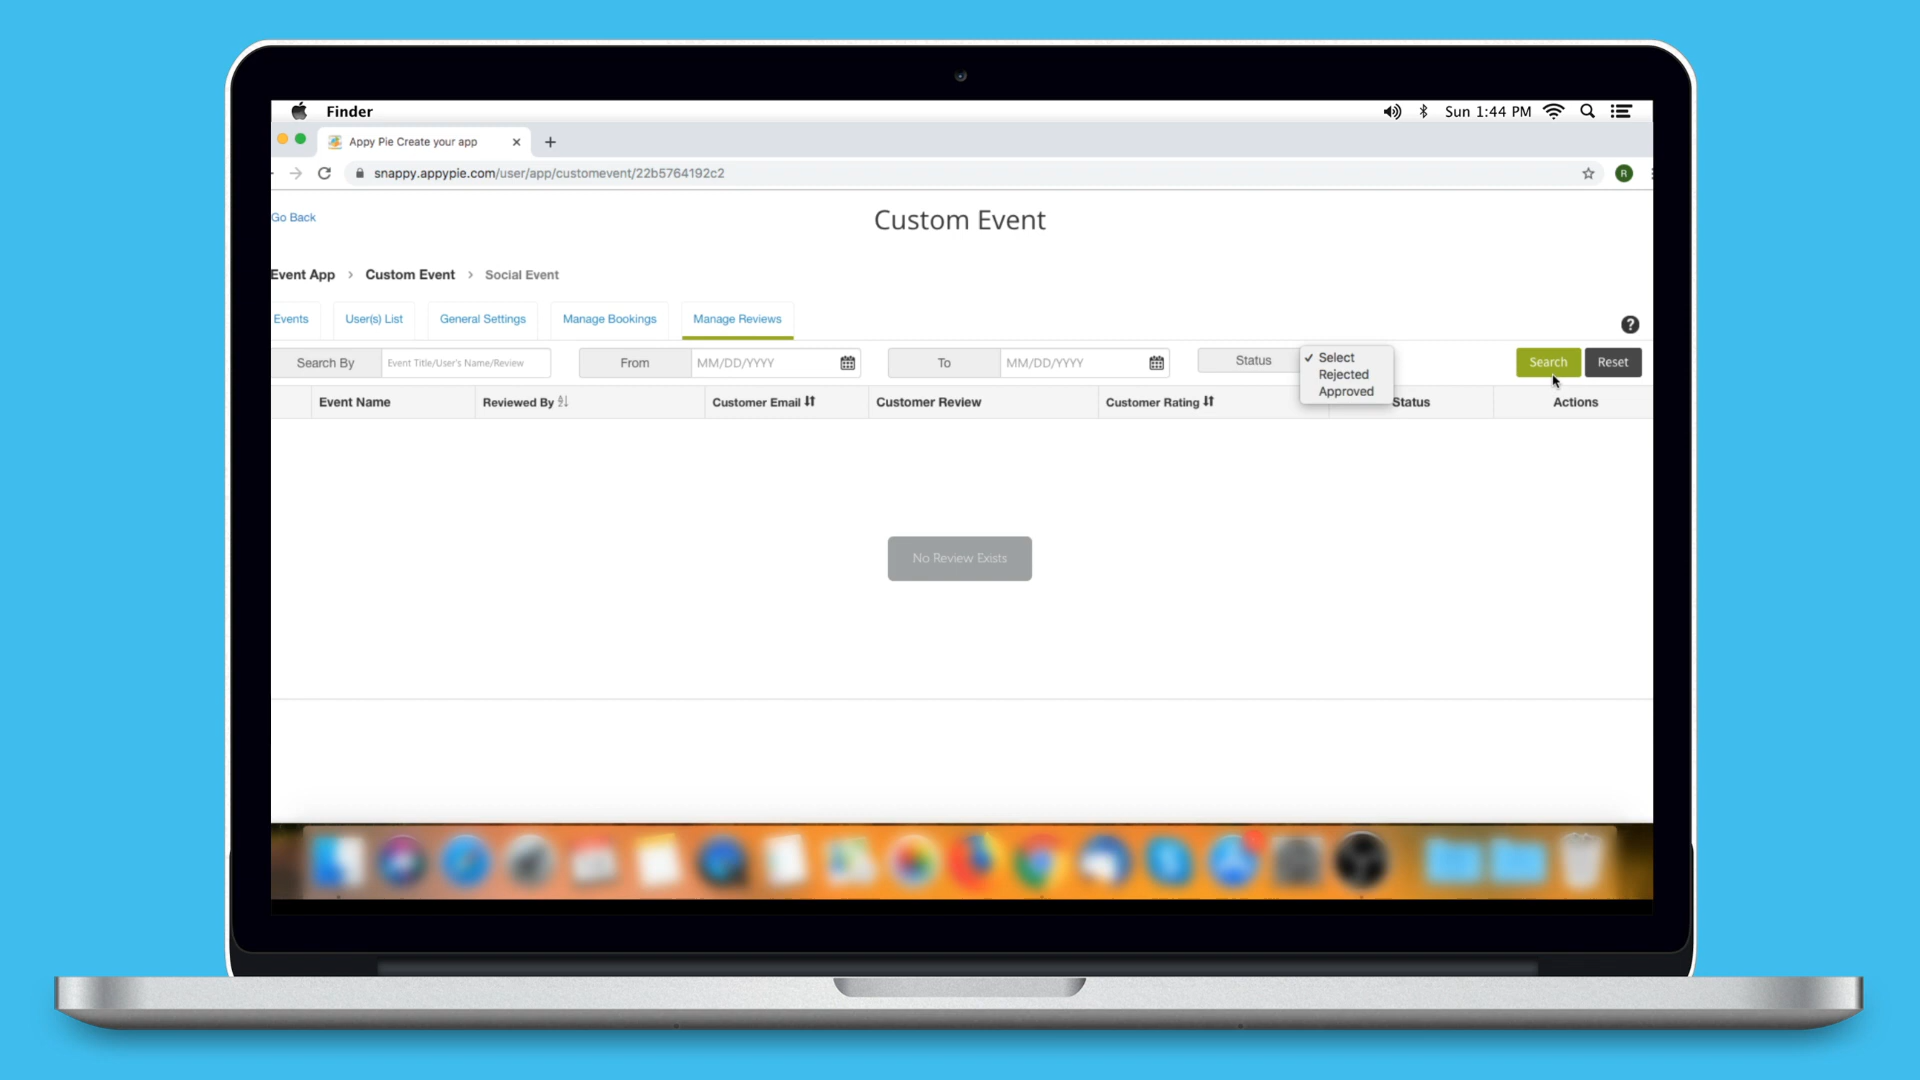 Finder
Sun 1:44 PM
Appy Pie Create your app
snappy.appypie.com/user/app/customevent/22b5764192c2
R
Go Back
Custom Event
Event App > Custom Event > Social Event
Events
User(s) List
General Settings
Manage Bookings
Manage Reviews
?
Search By
Event Title/User's Name/Review
From
MM/DD/YYYY
To
MM/DD/YYYY
Status
✓ Select
Rejected
Approved
Search
Reset
Event Name
Reviewed By
Customer Email
Customer Review
Customer Rating
Status
Actions
No Review Exists